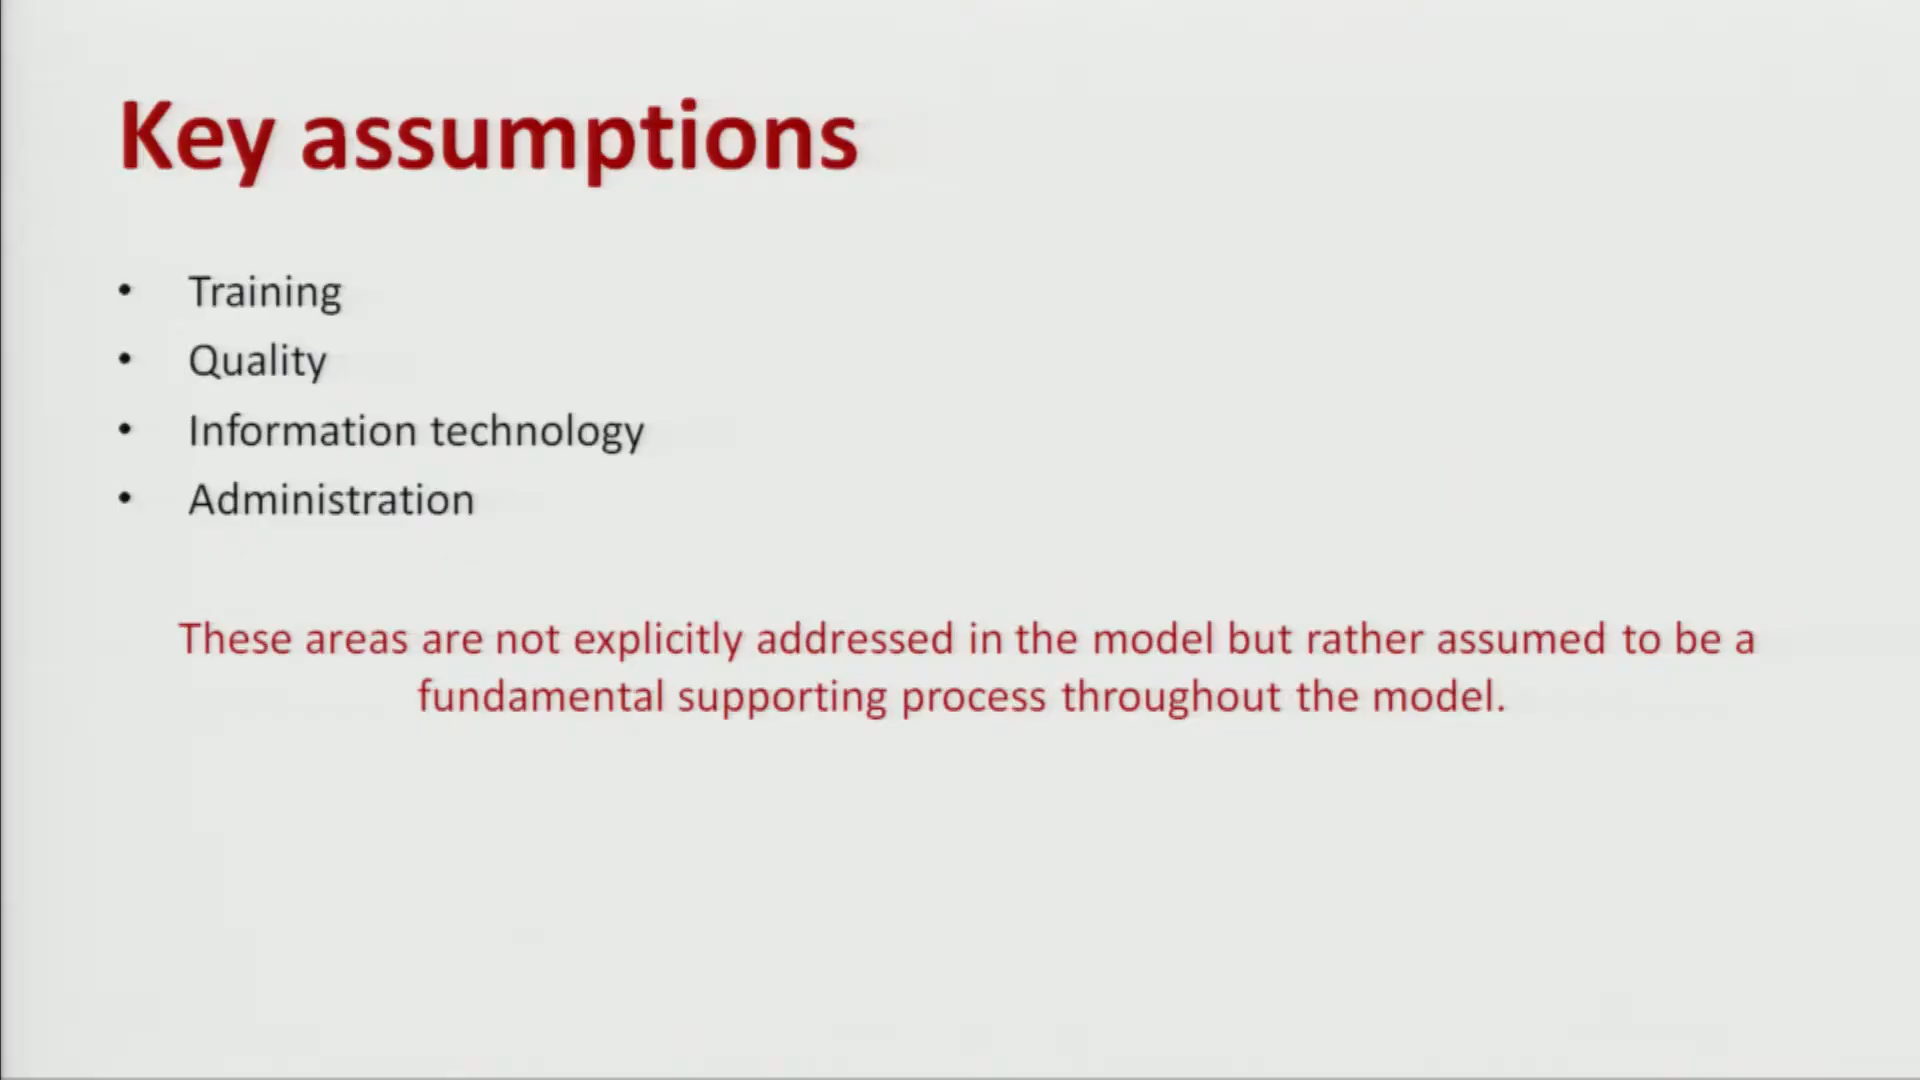 Key assumptions
• Training
• Quality
• Information technology
• Administration
These areas are not explicitly addressed in the model but rather assumed to be a
fundamental supporting process throughout the model.